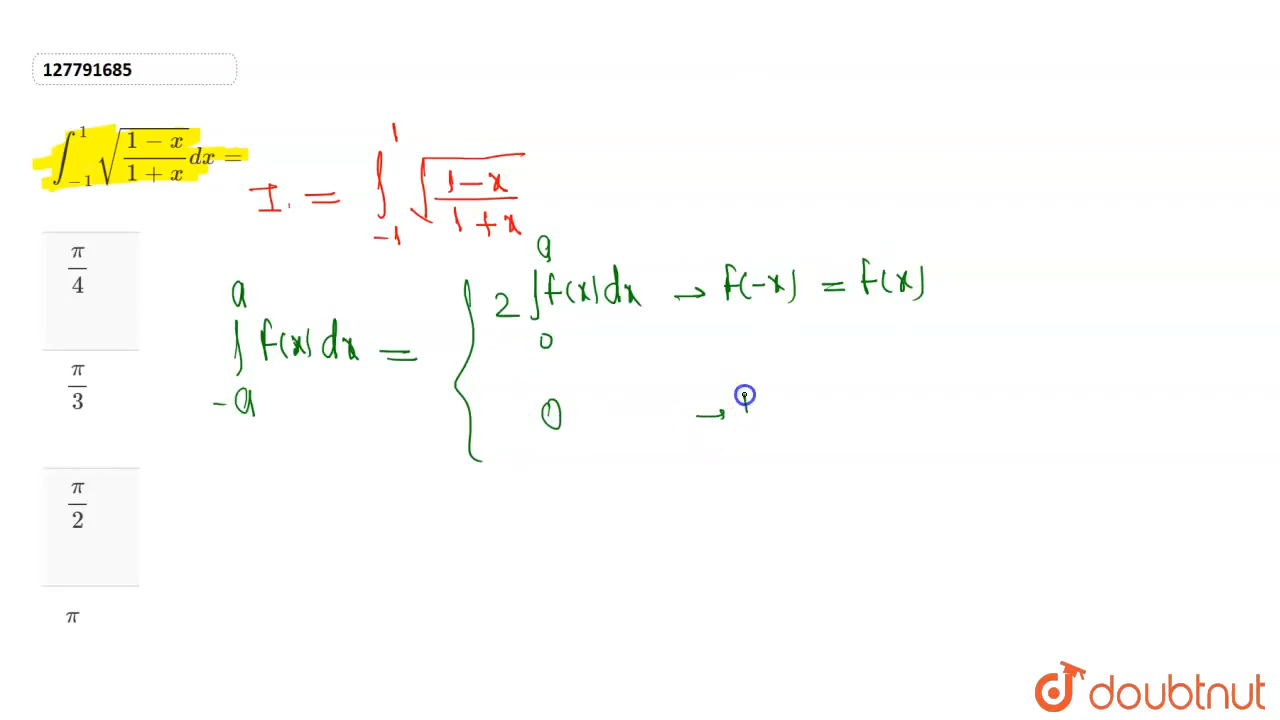 127791685
∫_{-1}^{1} √((1 − x)/(1 + x)) dx =
I. = ∫_{-1}^{1} √((1 − x)/(1 + x))
∫_{-a}^{a} f(x) dx = { 2 ∫_{0}^{a} f(x) dx → f(-x) = f(x)
0 →
π/4
π/3
π/2
π
doubtnut